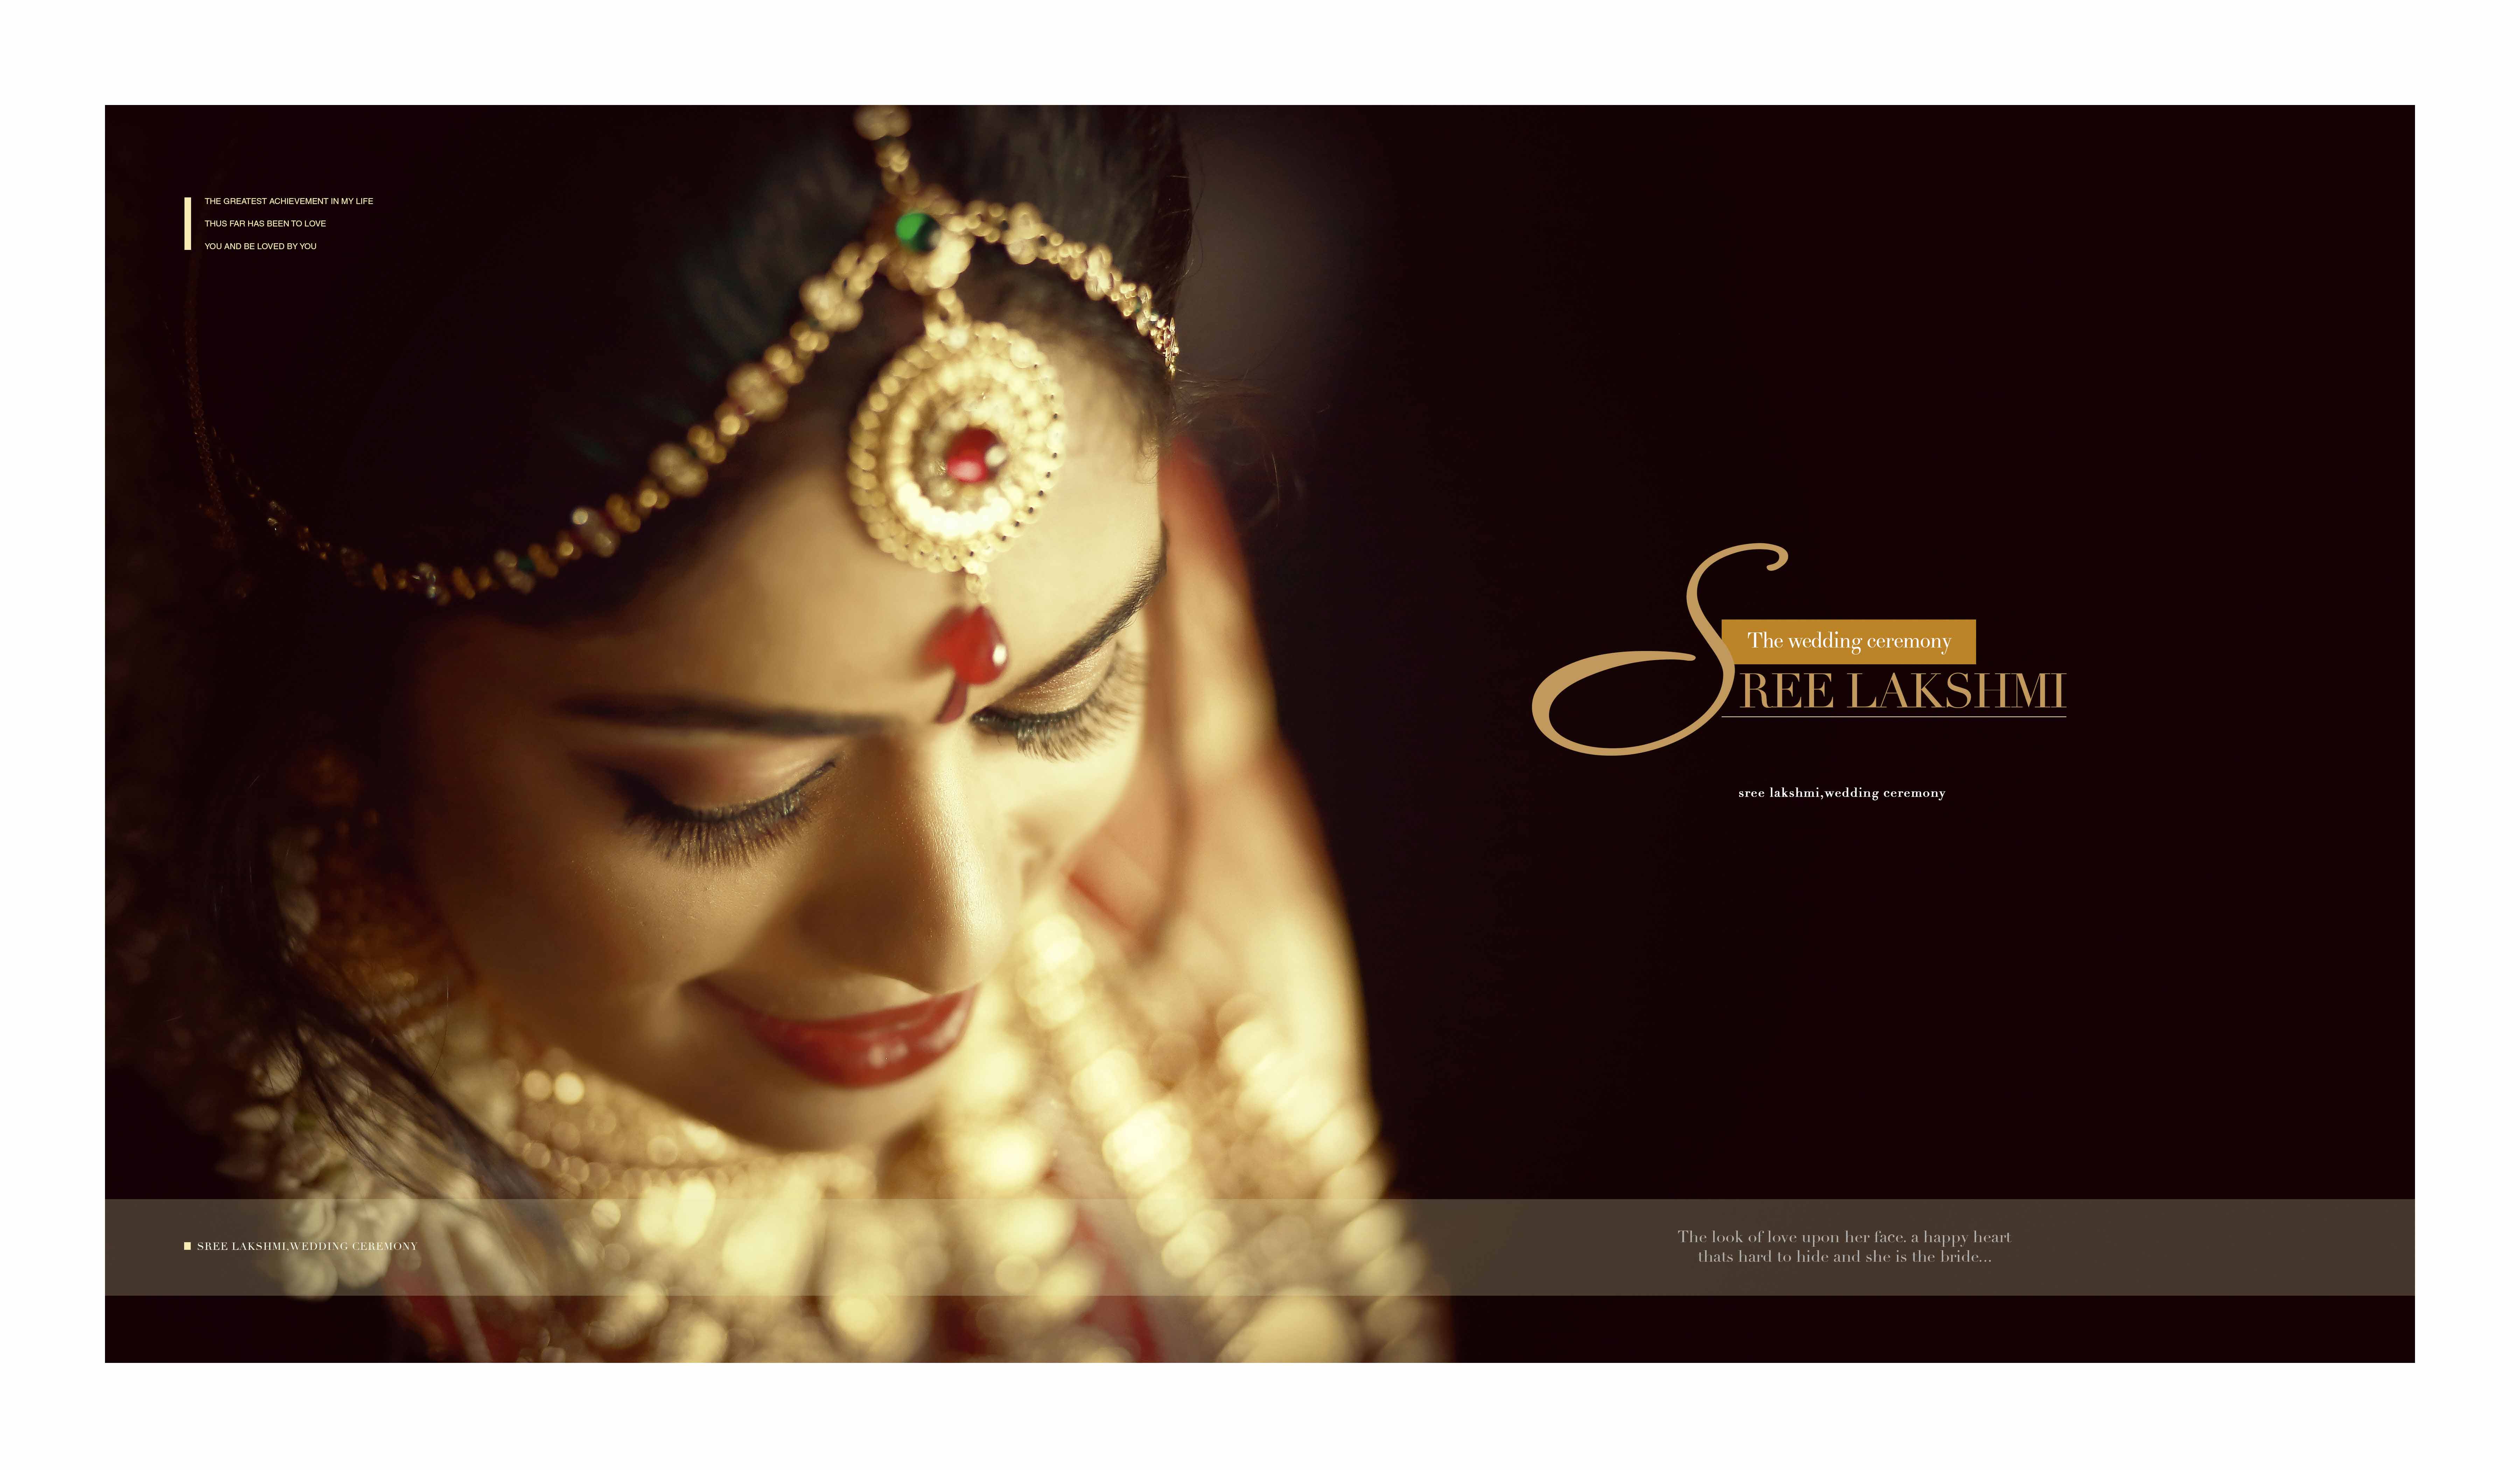 THE GREATEST ACHIEVEMENT IN MY LIFE
THUS FAR HAS BEEN TO LOVE
YOU AND BE LOVED BY YOU
The wedding ceremony
SREE LAKSHMI
sree lakshmi,wedding ceremony
SREE LAKSHMI,WEDDING CEREMONY
The look of love upon her face. a happy heart
thats hard to hide and she is the bride...